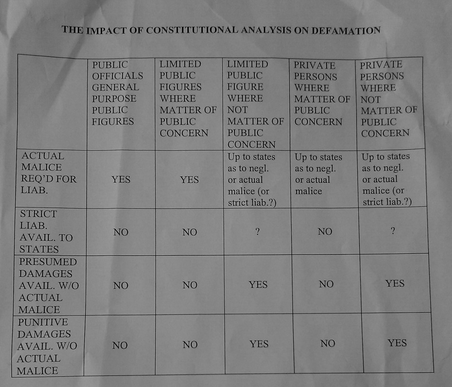 THE IMPACT OF CONSTITUTIONAL ANALYSIS ON DEFAMATION
PUBLIC
OFFICIALS
GENERAL
PURPOSE
PUBLIC
FIGURES
LIMITED
PUBLIC
FIGURES
WHERE
MATTER OF
PUBLIC
CONCERN
LIMITED
PUBLIC
FIGURE
WHERE
NOT
MATTER OF
PUBLIC
CONCERN
PRIVATE
PERSONS
WHERE
MATTER OF
PUBLIC
CONCERN
PRIVATE
PERSONS
WHERE
NOT
MATTER OF
PUBLIC
CONCERN
ACTUAL
MALICE
REQ'D FOR
LIAB.
YES
YES
Up to states
as to negl.
or actual
malice (or
strict liab.?)
Up to states
as to negl.
or actual
malice
Up to states
as to negl.
or actual
malice (or
strict liab.?)
STRICT
LIAB.
AVAIL. TO
STATES
NO
NO
?
NO
?
PRESUMED
DAMAGES
AVAIL. W/O
ACTUAL
MALICE
NO
NO
YES
NO
YES
PUNITIVE
DAMAGES
AVAIL. W/O
ACTUAL
MALICE
NO
NO
YES
NO
YES